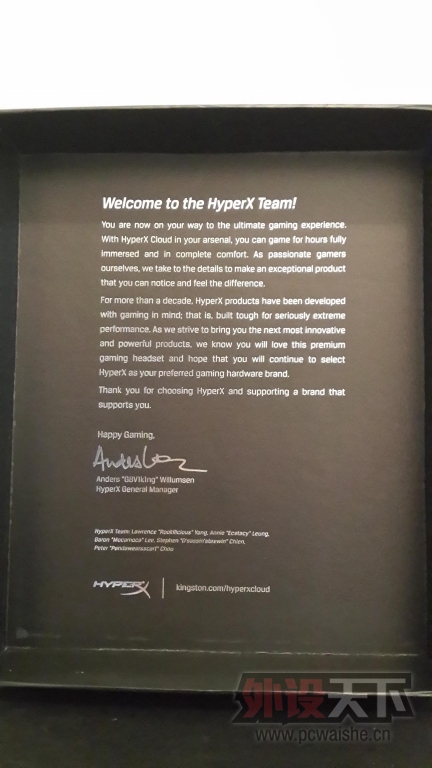 Welcome to the HyperX Team!
You are now on your way to the ultimate gaming experience.
With HyperX Cloud in your arsenal, you can game for hours fully
immersed and in complete comfort. As passionate gamers
ourselves, we take to the details to make an exceptional product
that you can notice and feel the difference.
For more than a decade, HyperX products have been developed
with gaming in mind; that is, built tough for seriously extreme
performance. As we strive to bring you the next most innovative
and powerful products, we know you will love this premium
gaming headset and hope that you will continue to select
HyperX as your preferred gaming hardware brand.
Thank you for choosing HyperX and supporting a brand that
supports you.
Happy Gaming,
Anders Willumsen
HyperX General Manager
HyperX Team: Lawrence Yang, Annie "Ecstacy" Leung,
Baron Lee, Stephen Chien,
Peter Chou
HYPERX | kingston.com/hyperxcloud
外设天下
www.pcwaishe.cn